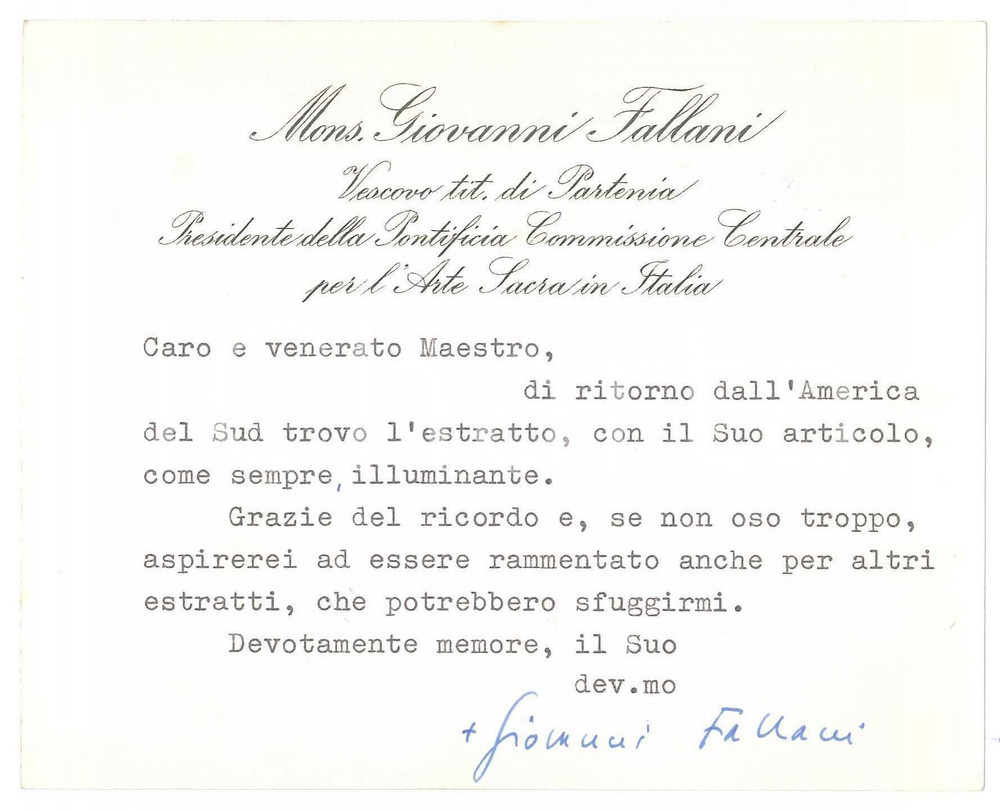 Mons. Giovanni Fallani
Vescovo tit. di Partenia
Presidente della Pontificia Commissione Centrale
per l'Arte Sacra in Italia
Caro e venerato Maestro,
di ritorno dall'America
del Sud trovo l'estratto, con il Suo articolo,
come sempre, illuminante.
Grazie del ricordo e, se non oso troppo,
aspirerei ad essere rammentato anche per altri
estratti, che potrebbero sfuggirmi.
Devotamente memore, il Suo
dev.mo
+ Giovanni Fallani